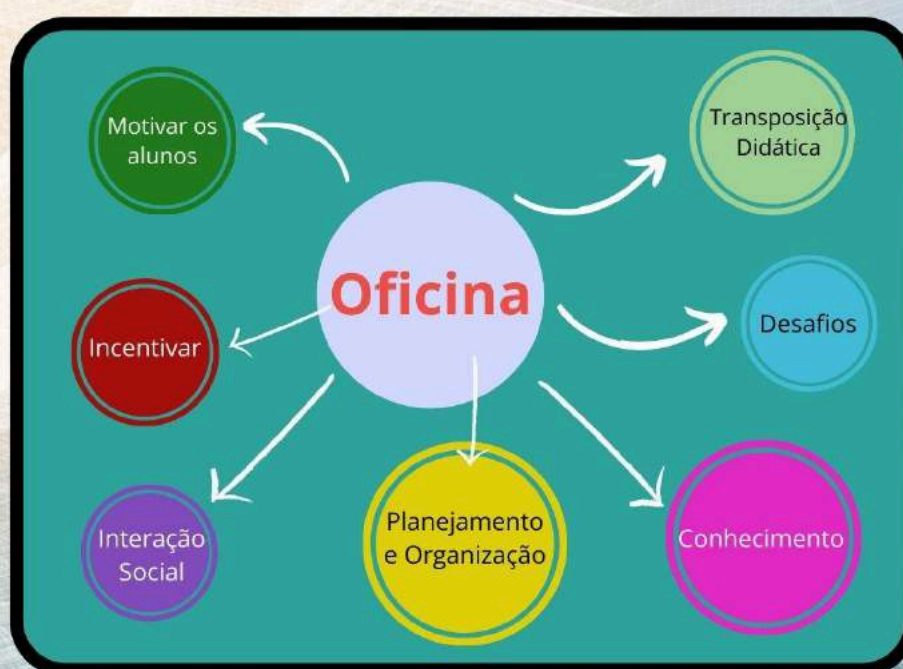 Motivar os
alunos
Transposição
Didática
Oficina
Incentivar
Desafios
Interação
Social
Planejamento
e Organização
Conhecimento